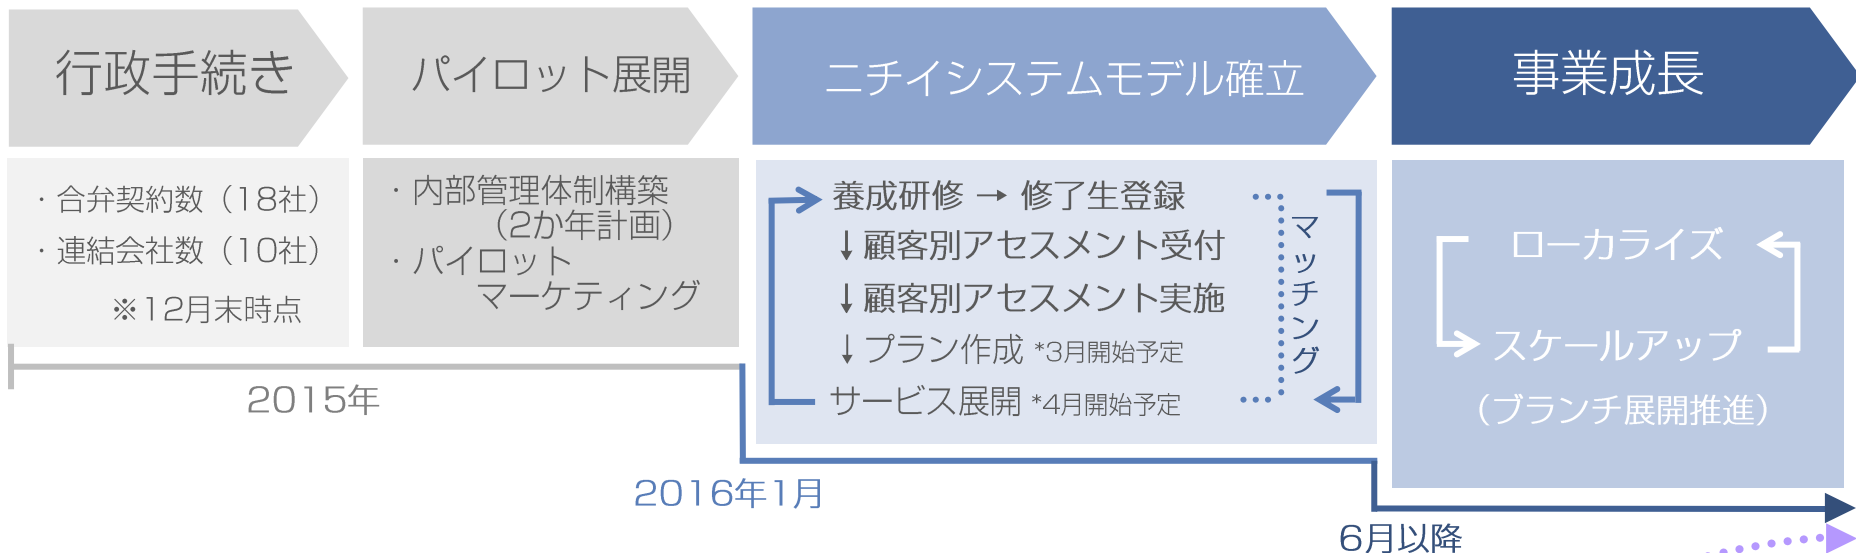 行政手続き
パイロット展開
ニチイシステムモデル確立
事業成長
・合弁契約数（18社）
・連結会社数（10社）
※12月末時点
・内部管理体制構築
（2か年計画）
・パイロット
マーケティング
養成研修 → 修了生登録
↓顧客別アセスメント受付
↓顧客別アセスメント実施
↓プラン作成 *3月開始予定
サービス展開 *4月開始予定
マッチング
ローカライズ
スケールアップ
（ブランチ展開推進）
2015年
2016年1月
6月以降